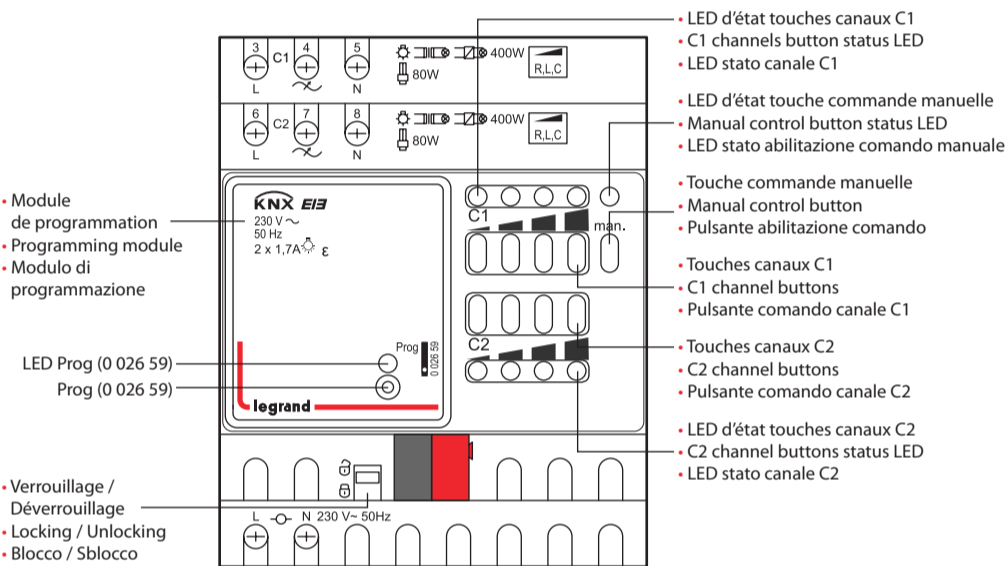 • LED d'état touches canaux C1
• C1 channels button status LED
• LED stato canale C1
• LED d'état touche commande manuelle
• Manual control button status LED
• LED stato abilitazione comando manuale
• Touche commande manuelle
• Manual control button
• Pulsante abilitazione comando
• Touches canaux C1
• C1 channel buttons
• Pulsante comando canale C1
• Touches canaux C2
• C2 channel buttons
• Pulsante comando canale C2
• LED d'état touches canaux C2
• C2 channel buttons status LED
• LED stato canale C2
• Module
de programmation
• Programming module
• Modulo di
programmazione
LED Prog (0 026 59)
Prog (0 026 59)
• Verrouillage /
Déverrouillage
• Locking / Unlocking
• Blocco / Sblocco
3 C1 4 5
L N
400W
80W
R,L,C
6 C2 7 8
L N
400W
80W
R,L,C
KNX EIB
230 V ~
50 Hz
2 x 1,7A ε
Prog
0 026 59
legrand
C1
man.
C2
L N 230 V~ 50Hz